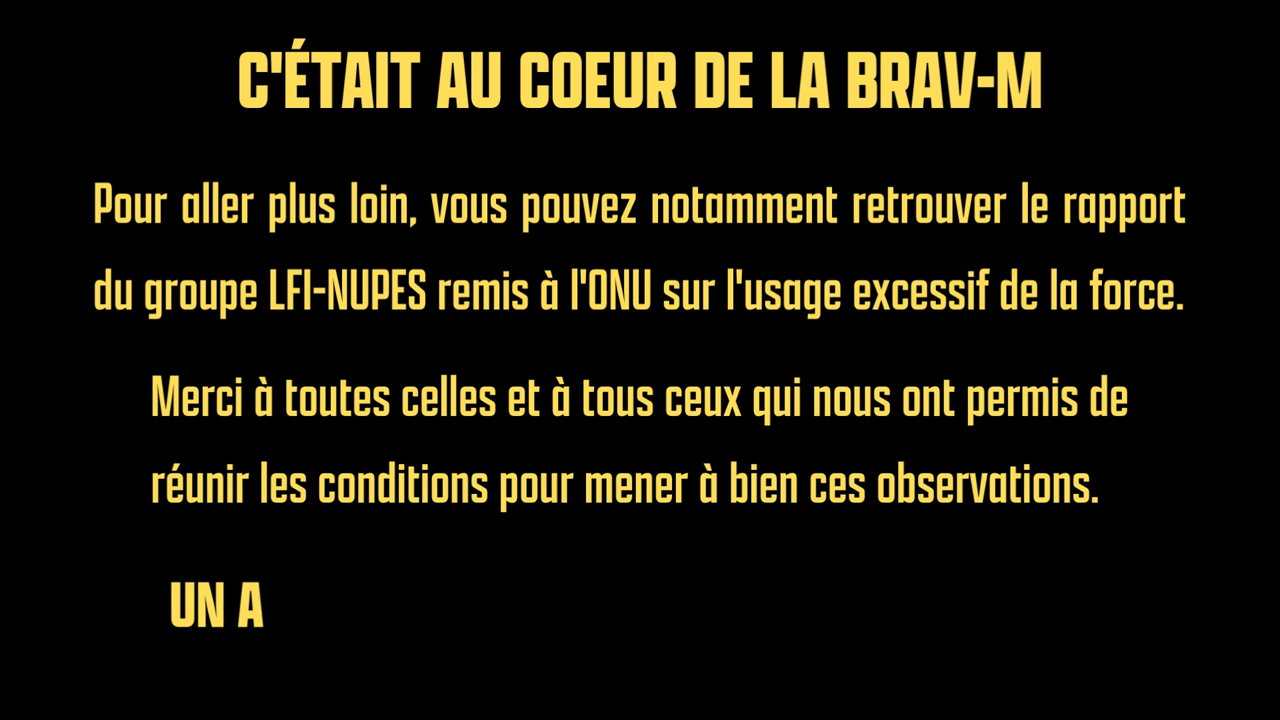 C'ÉTAIT AU COEUR DE LA BRAV-M
Pour aller plus loin, vous pouvez notamment retrouver le rapport
du groupe LFI-NUPES remis à l'ONU sur l'usage excessif de la force.
Merci à toutes celles et à tous ceux qui nous ont permis de
réunir les conditions pour mener à bien ces observations.
UN A